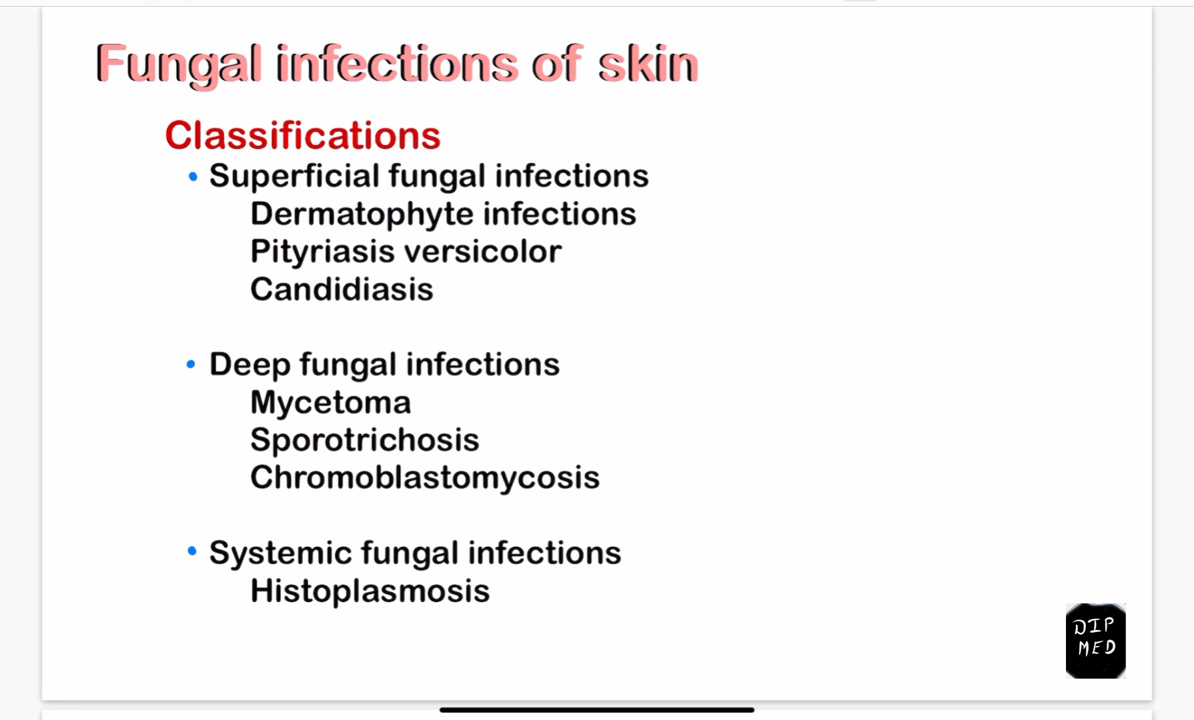 Fungal infections of skin
Classifications
• Superficial fungal infections
Dermatophyte infections
Pityriasis versicolor
Candidiasis
• Deep fungal infections
Mycetoma
Sporotrichosis
Chromoblastomycosis
• Systemic fungal infections
Histoplasmosis
DIP
MED